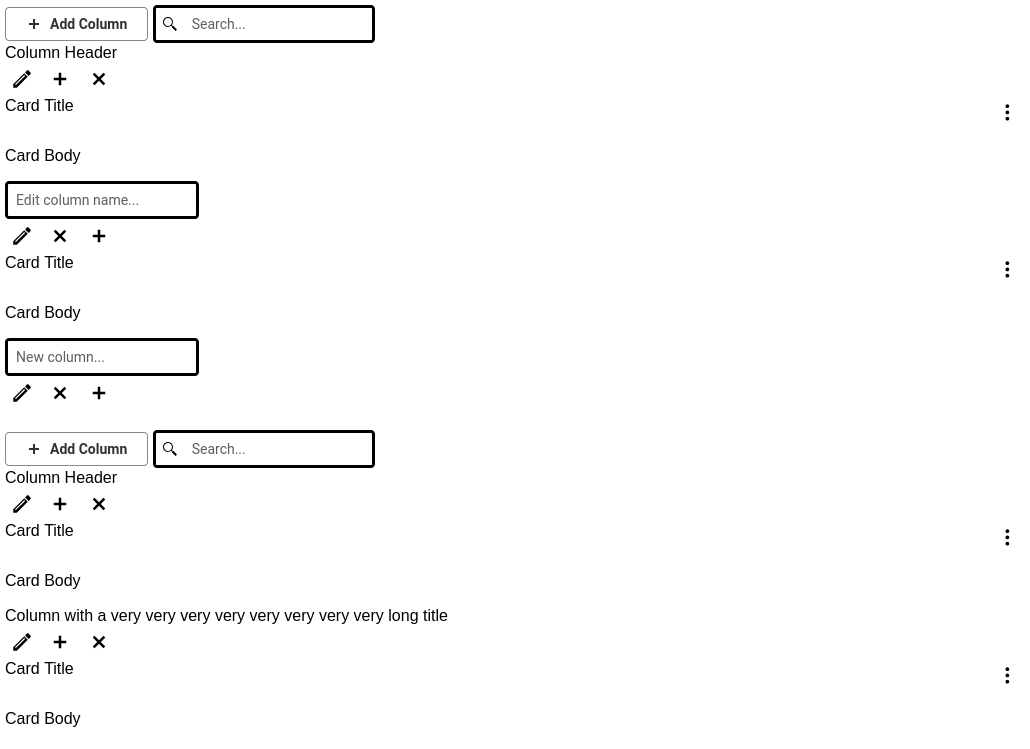 Add Column Search...
Column Header
Card Title
Card Body
Edit column name...
Card Title
Card Body
New column...
Add Column Search...
Column Header
Card Title
Card Body
Column with a very very very very very very very very long title
Card Title
Card Body